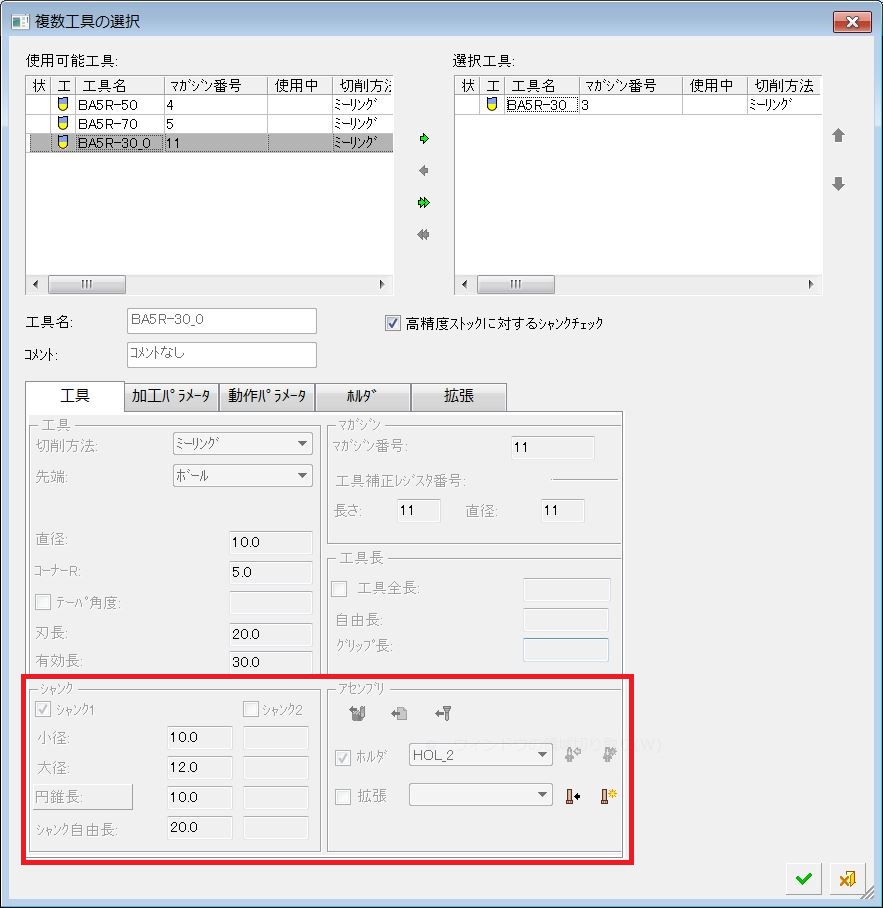 複数工具の選択
使用可能工具:
選択工具:
状 工 工具名 ﾏｶﾞｼﾞﾝ番号 使用中 切削方法
BA5R-50 4 ﾐｰﾘﾝｸﾞ
BA5R-70 5 ﾐｰﾘﾝｸﾞ
BA5R-30_0 11 ﾐｰﾘﾝｸﾞ
状 工 工具名 ﾏｶﾞｼﾞﾝ番号 使用中 切削方法
BA5R-30 3 ﾐｰﾘﾝｸﾞ
工具名: BA5R-30_0
高精度ｽﾄｯｸに対するｼｬﾝｸﾁｪｯｸ
ｺﾒﾝﾄ: ｺﾒﾝﾄなし
工具 加工ﾊﾟﾗﾒｰﾀ 動作ﾊﾟﾗﾒｰﾀ ﾎﾙﾀﾞ 拡張
工具
切削方法: ﾐｰﾘﾝｸﾞ
先端: ﾎﾞｰﾙ
直径: 10.0
ｺｰﾅｰR: 5.0
ﾃｰﾊﾟ角度:
刃長: 20.0
有効長: 30.0
ﾏｶﾞｼﾞﾝ
ﾏｶﾞｼﾞﾝ番号: 11
工具補正ﾚｼﾞｽﾀ番号:
長さ: 11 直径: 11
工具長
工具全長:
自由長:
ｸﾞﾘｯﾌﾟ長:
ｼｬﾝｸ
ｼｬﾝｸ1 ｼｬﾝｸ2
小径: 10.0
大径: 12.0
円錐長: 10.0
ｼｬﾝｸ自由長: 20.0
ｱｾﾝﾌﾞﾘ
ﾎﾙﾀﾞ HOL_2
拡張